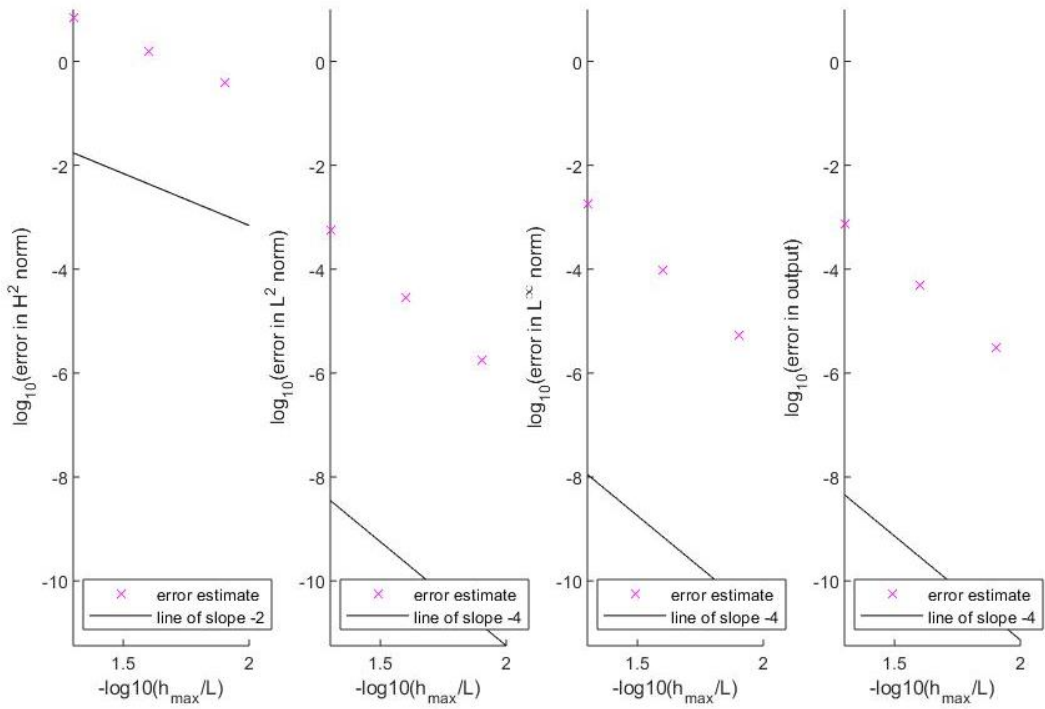 log₁₀(error in H² norm)
0
-2
-4
-6
-8
-10
error estimate
line of slope -2
1.5
2
-log10(hₘₐₓ/L)
log₁₀(error in L² norm)
0
-2
-4
-6
-8
-10
error estimate
line of slope -4
1.5
2
-log10(hₘₐₓ/L)
log₁₀(error in L^∞ norm)
0
-2
-4
-6
-8
-10
error estimate
line of slope -4
1.5
2
-log10(hₘₐₓ/L)
log₁₀(error in output)
0
-2
-4
-6
-8
-10
error estimate
line of slope -4
1.5
2
-log10(hₘₐₓ/L)